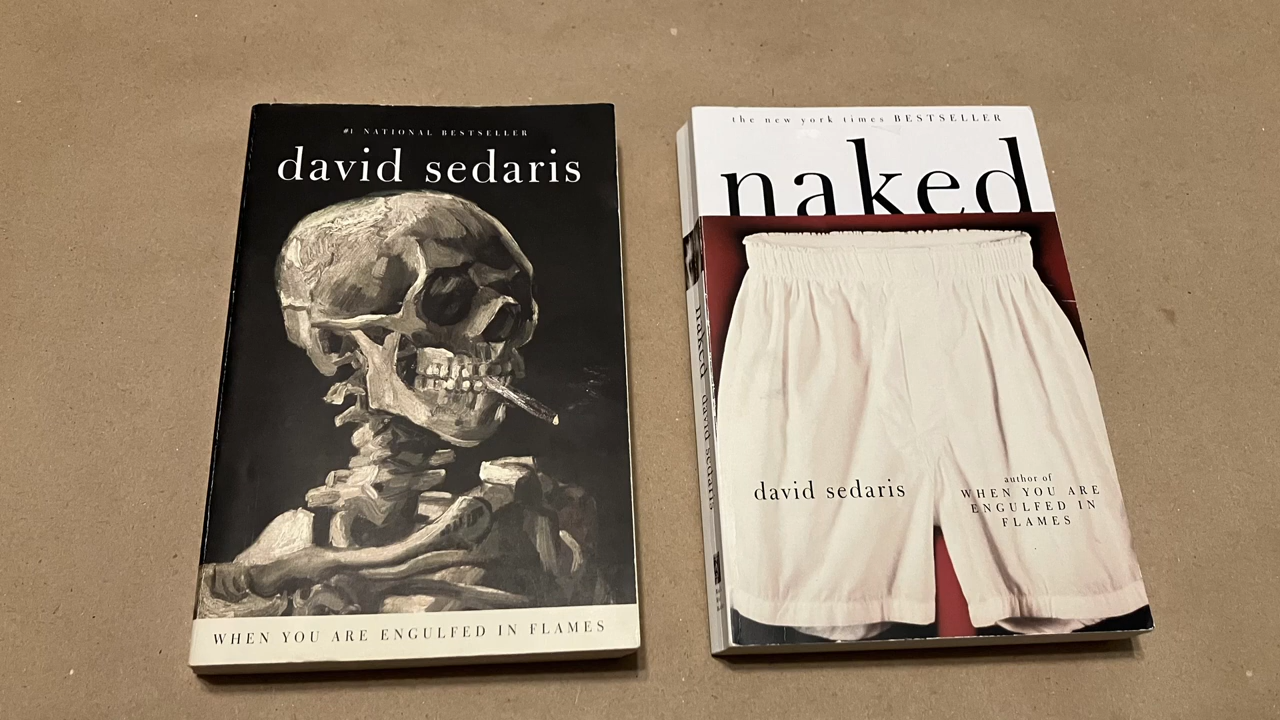 #1 NATIONAL BESTSELLER
david sedaris
WHEN YOU ARE ENGULFED IN FLAMES
the new york times BESTSELLER
naked
david sedaris
author of
WHEN YOU ARE
ENGULFED IN
FLAMES
naked david sedaris